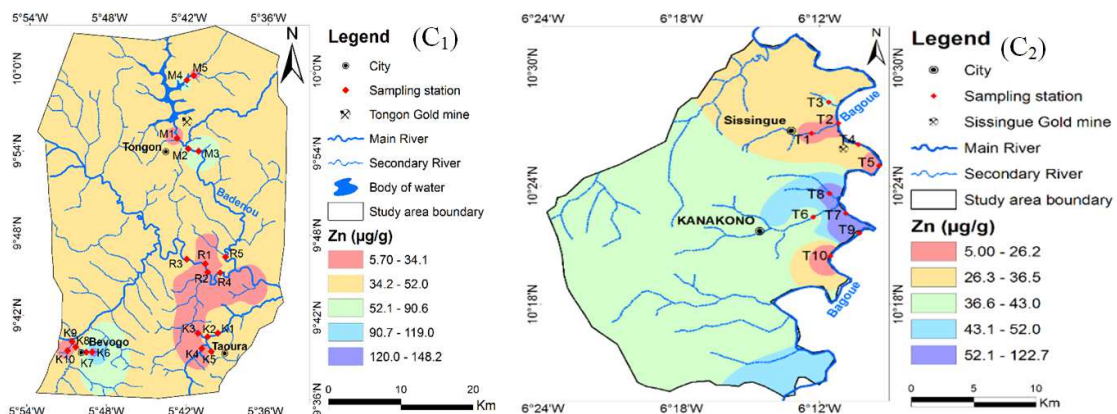 5°54'W 5°48'W 5°42'W 5°36'W
(C₁)
N
Legend
City
Sampling station
Tongon Gold mine
Main River
Secondary River
Body of water
Study area boundary
Zn (µg/g)
5.70 - 34.1
34.2 - 52.0
52.1 - 90.6
90.7 - 119.0
120.0 - 148.2
0 10 20
Km
10°0'N
9°54'N
9°48'N
9°42'N
9°36'N
M5
M4
M1
Tongon
M2 M3
Badenou
R1 R5
R3
R2 R4
K3 K2 K1
K9
K8 Bevogo
Taoura
K10 K6
K7
K4 K5
5°54'W 5°48'W 5°42'W 5°36'W
6°24'W 6°18'W 6°12'W
(C₂)
N
Legend
City
Sampling station
Sissingue Gold mine
Main River
Secondary River
Study area boundary
Zn (µg/g)
5.00 - 26.2
26.3 - 36.5
36.6 - 43.0
43.1 - 52.0
52.1 - 122.7
0 5 10
Km
10°30'N
10°24'N
10°18'N
Bagoue
T3
T2
Sissingue
T1
T4
T5
T8
T7
T6
KANAKONO
T9
T10
Bagoue
6°24'W 6°18'W 6°12'W